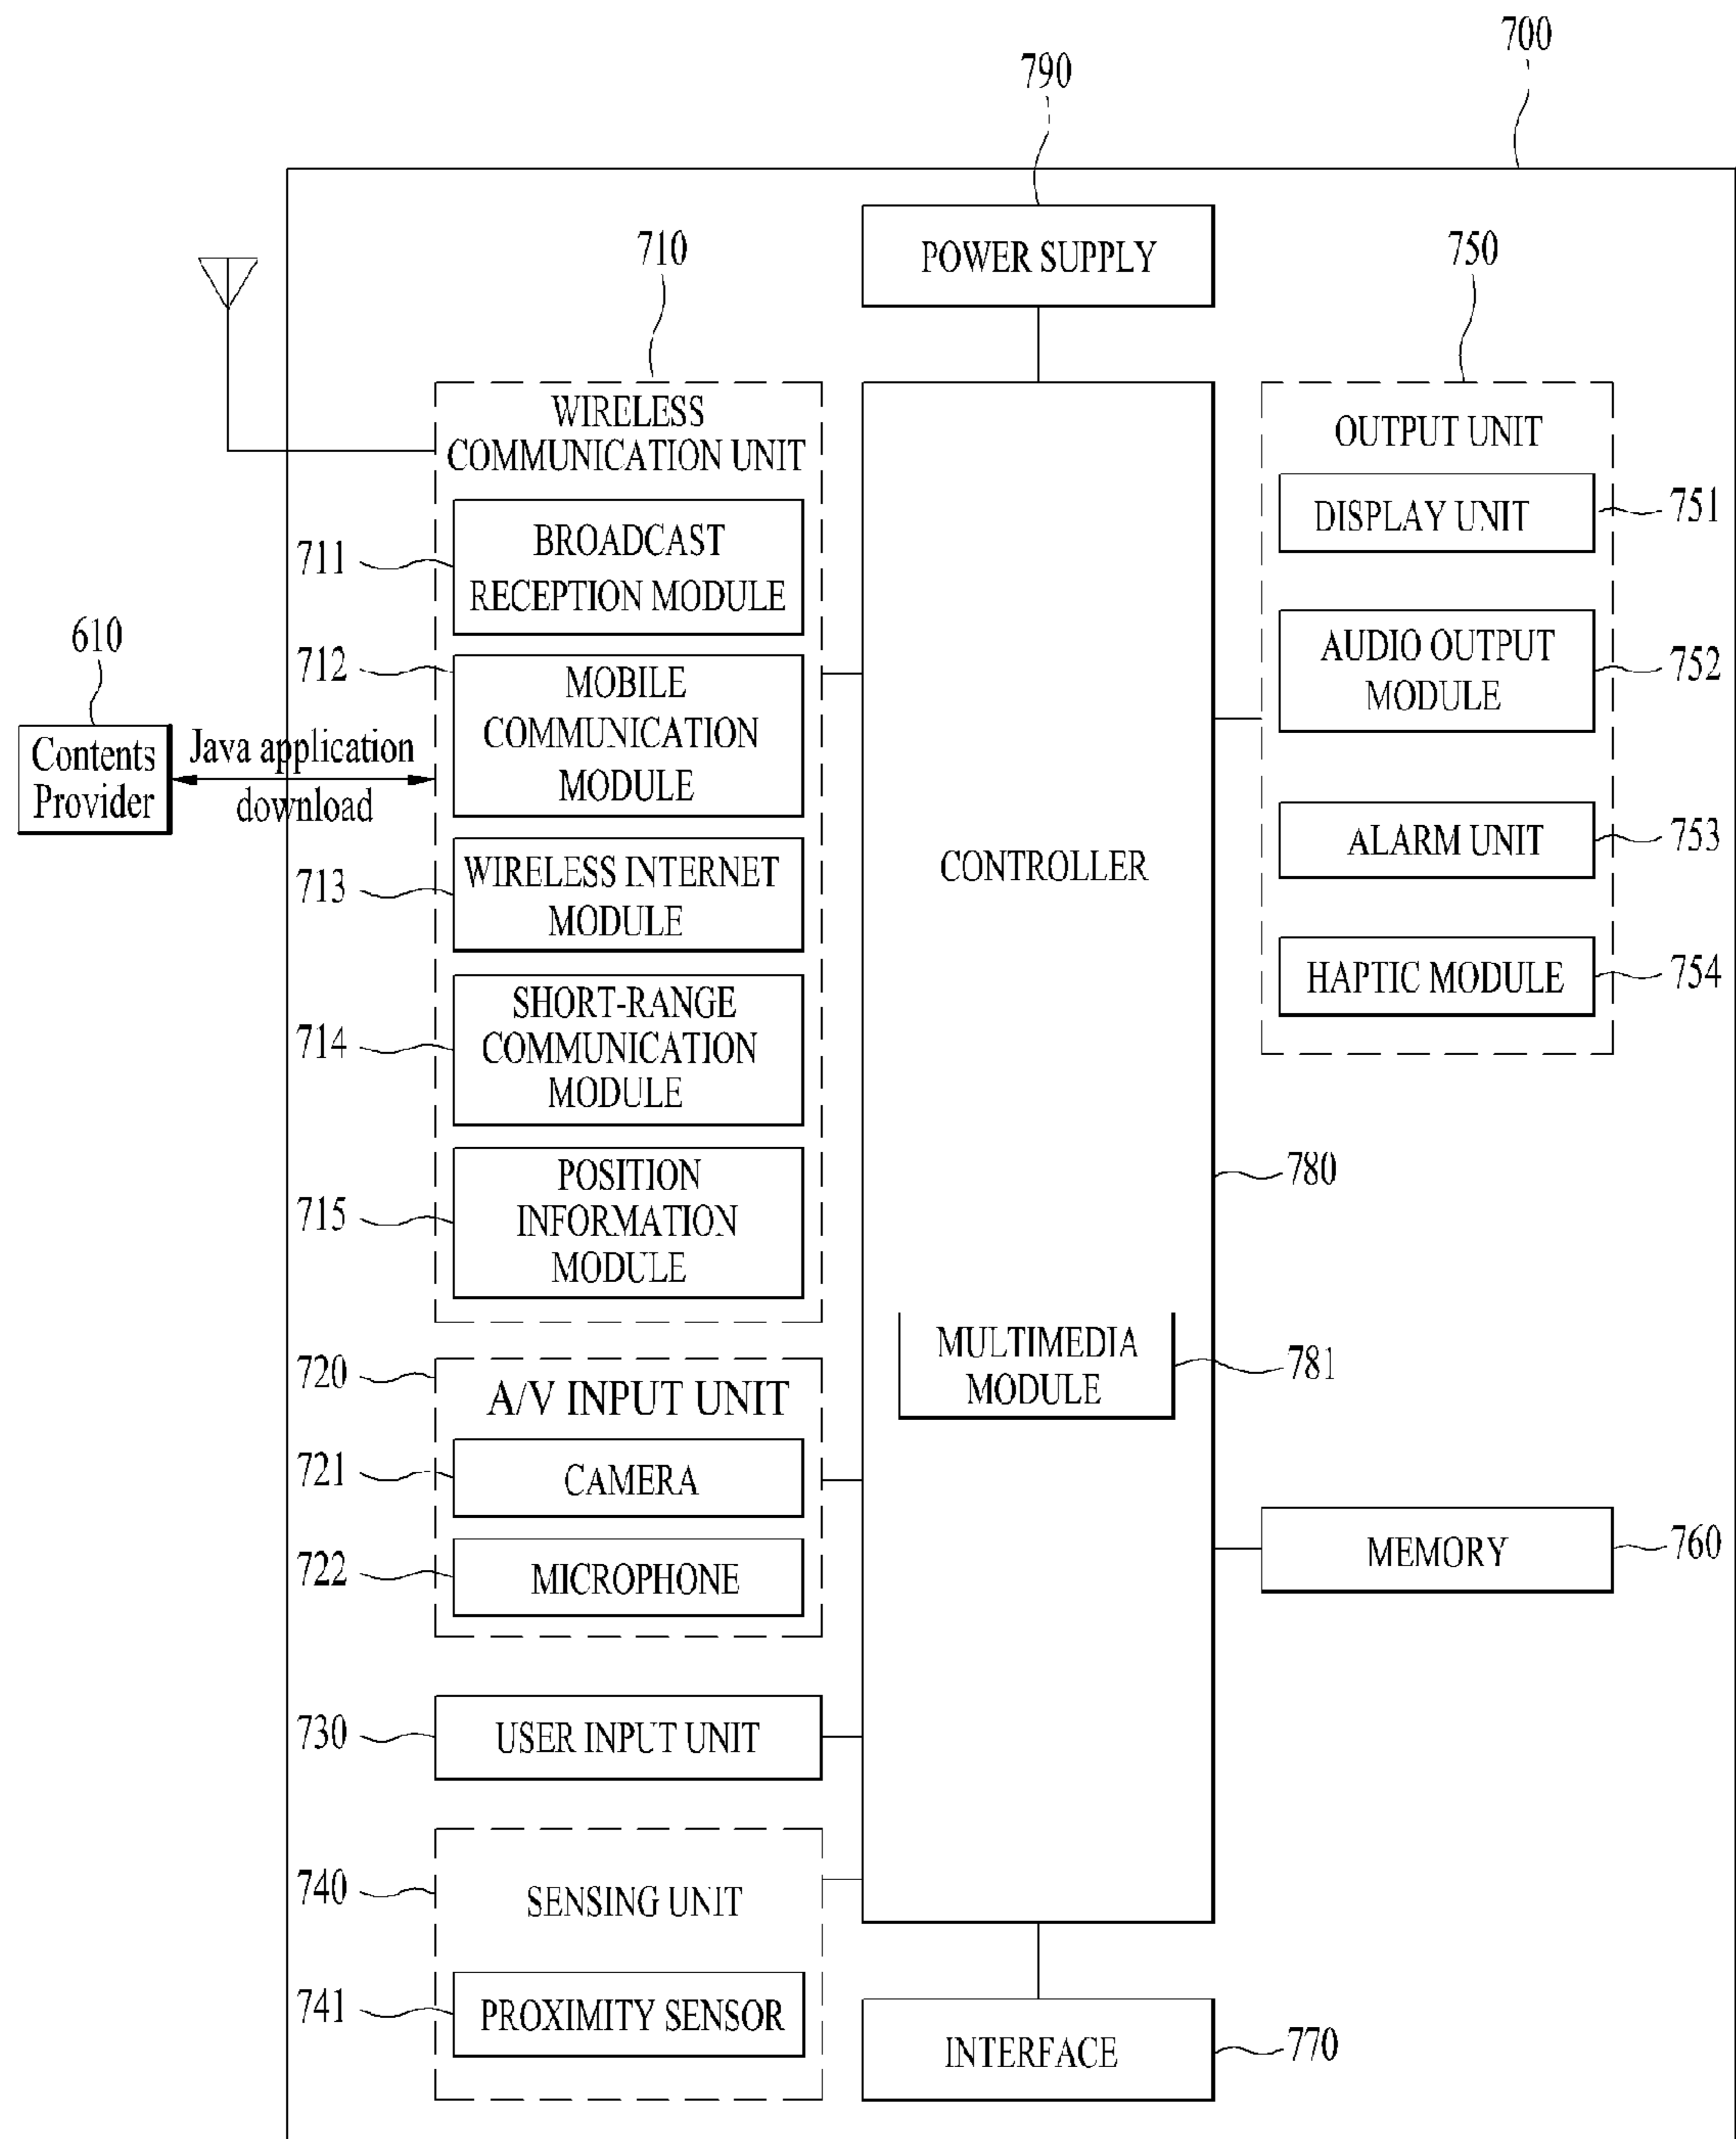 700
790
POWER SUPPLY
710
WIRELESS
COMMUNICATION UNIT
711
BROADCAST
RECEPTION MODULE
712
MOBILE
COMMUNICATION
MODULE
610
Contents
Provider
Java application
download
713
WIRELESS INTERNET
MODULE
714
SHORT-RANGE
COMMUNICATION
MODULE
715
POSITION
INFORMATION
MODULE
720
A/V INPUT UNIT
721
CAMERA
722
MICROPHONE
730
USER INPUT UNIT
740
SENSING UNIT
741
PROXIMITY SENSOR
CONTROLLER
780
MULTIMEDIA
MODULE
781
750
OUTPUT UNIT
DISPLAY UNIT
751
AUDIO OUTPUT
MODULE
752
ALARM UNIT
753
HAPTIC MODULE
754
MEMORY
760
INTERFACE
770